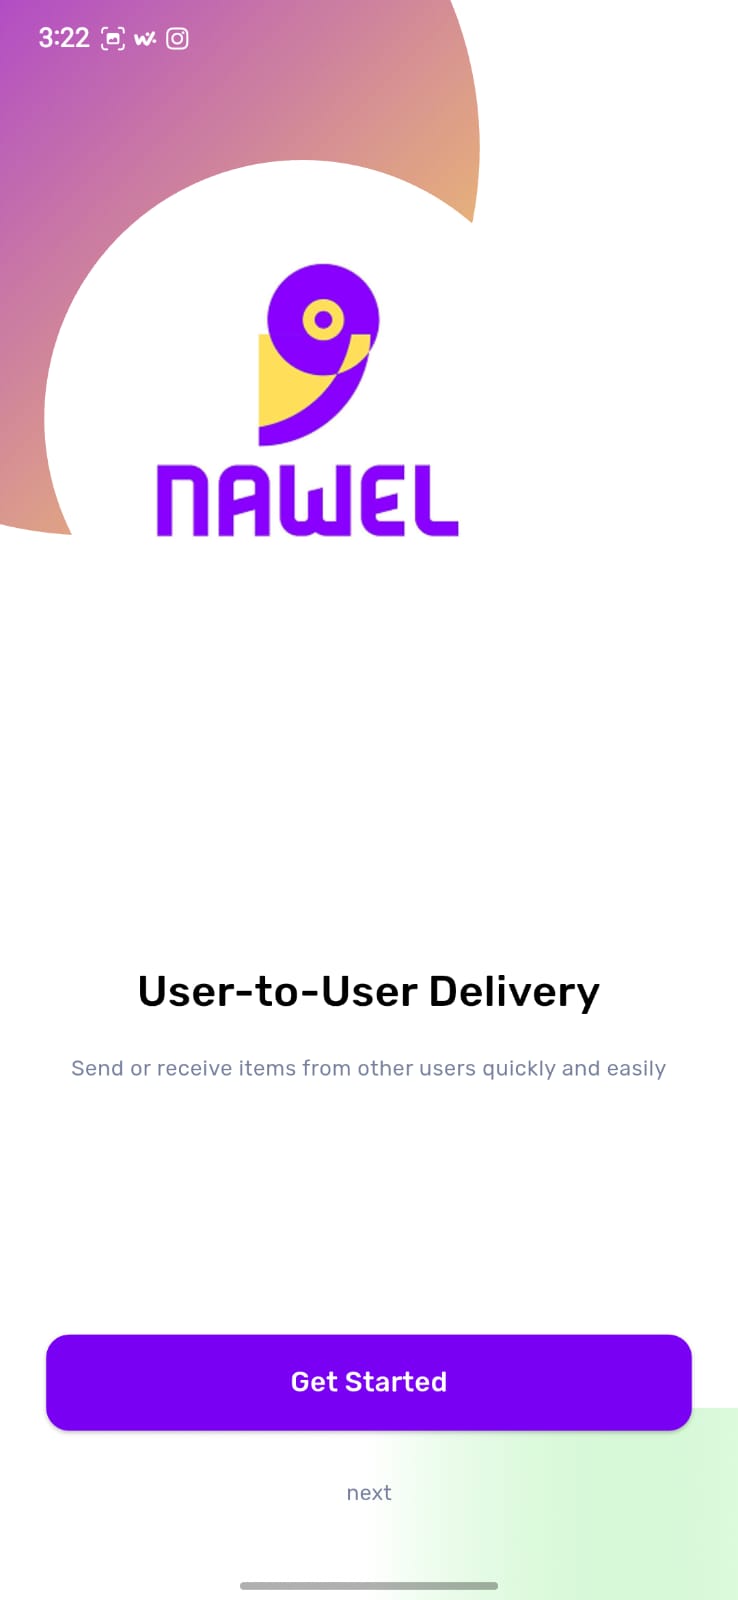 3:22
NAWEL
User-to-User Delivery
Send or receive items from other users quickly and easily
Get Started
next